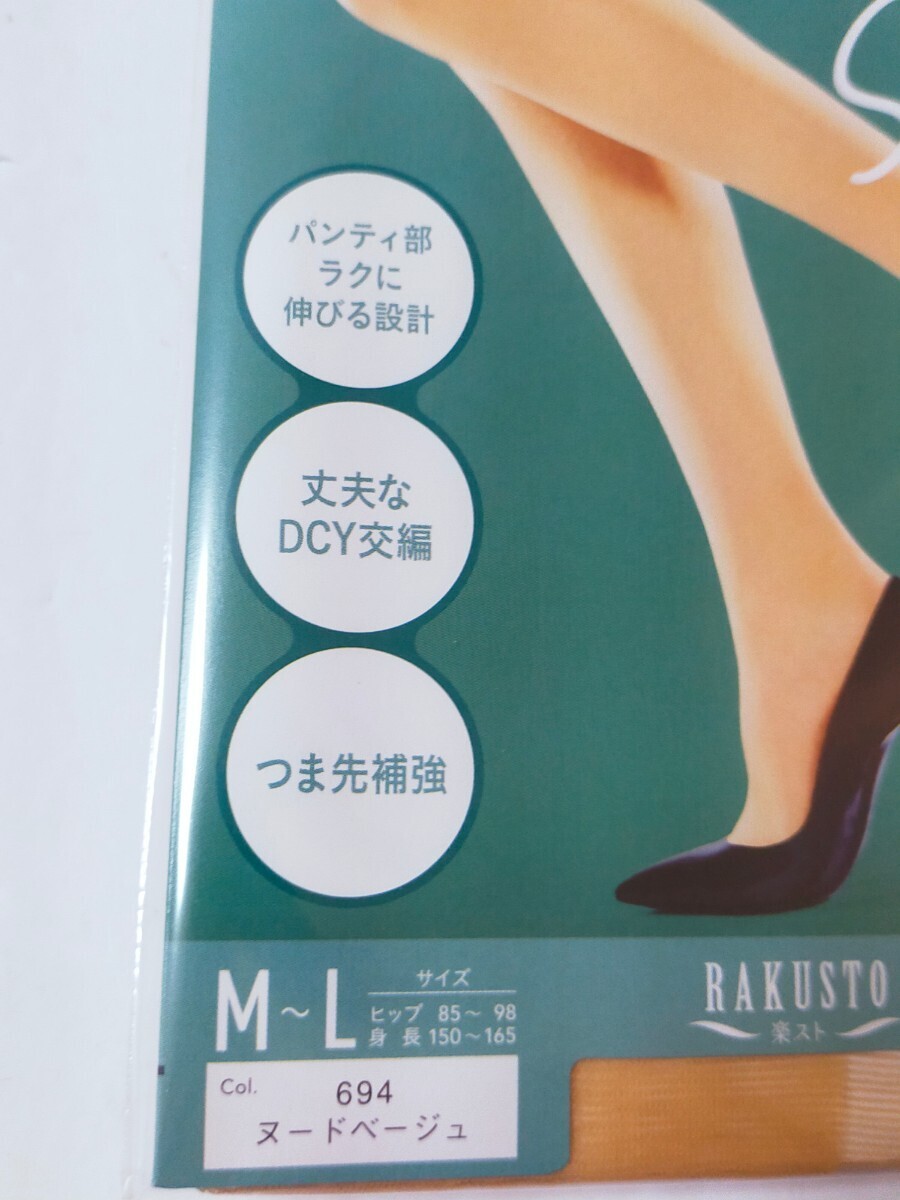 パンティ部
ラクに
伸びる設計
丈夫な
DCY交編
つま先補強
M～L
サイズ
ヒップ 85～ 98
身 長 150～165
RAKUSTO
楽スト
Col.
694
ヌードベージュ